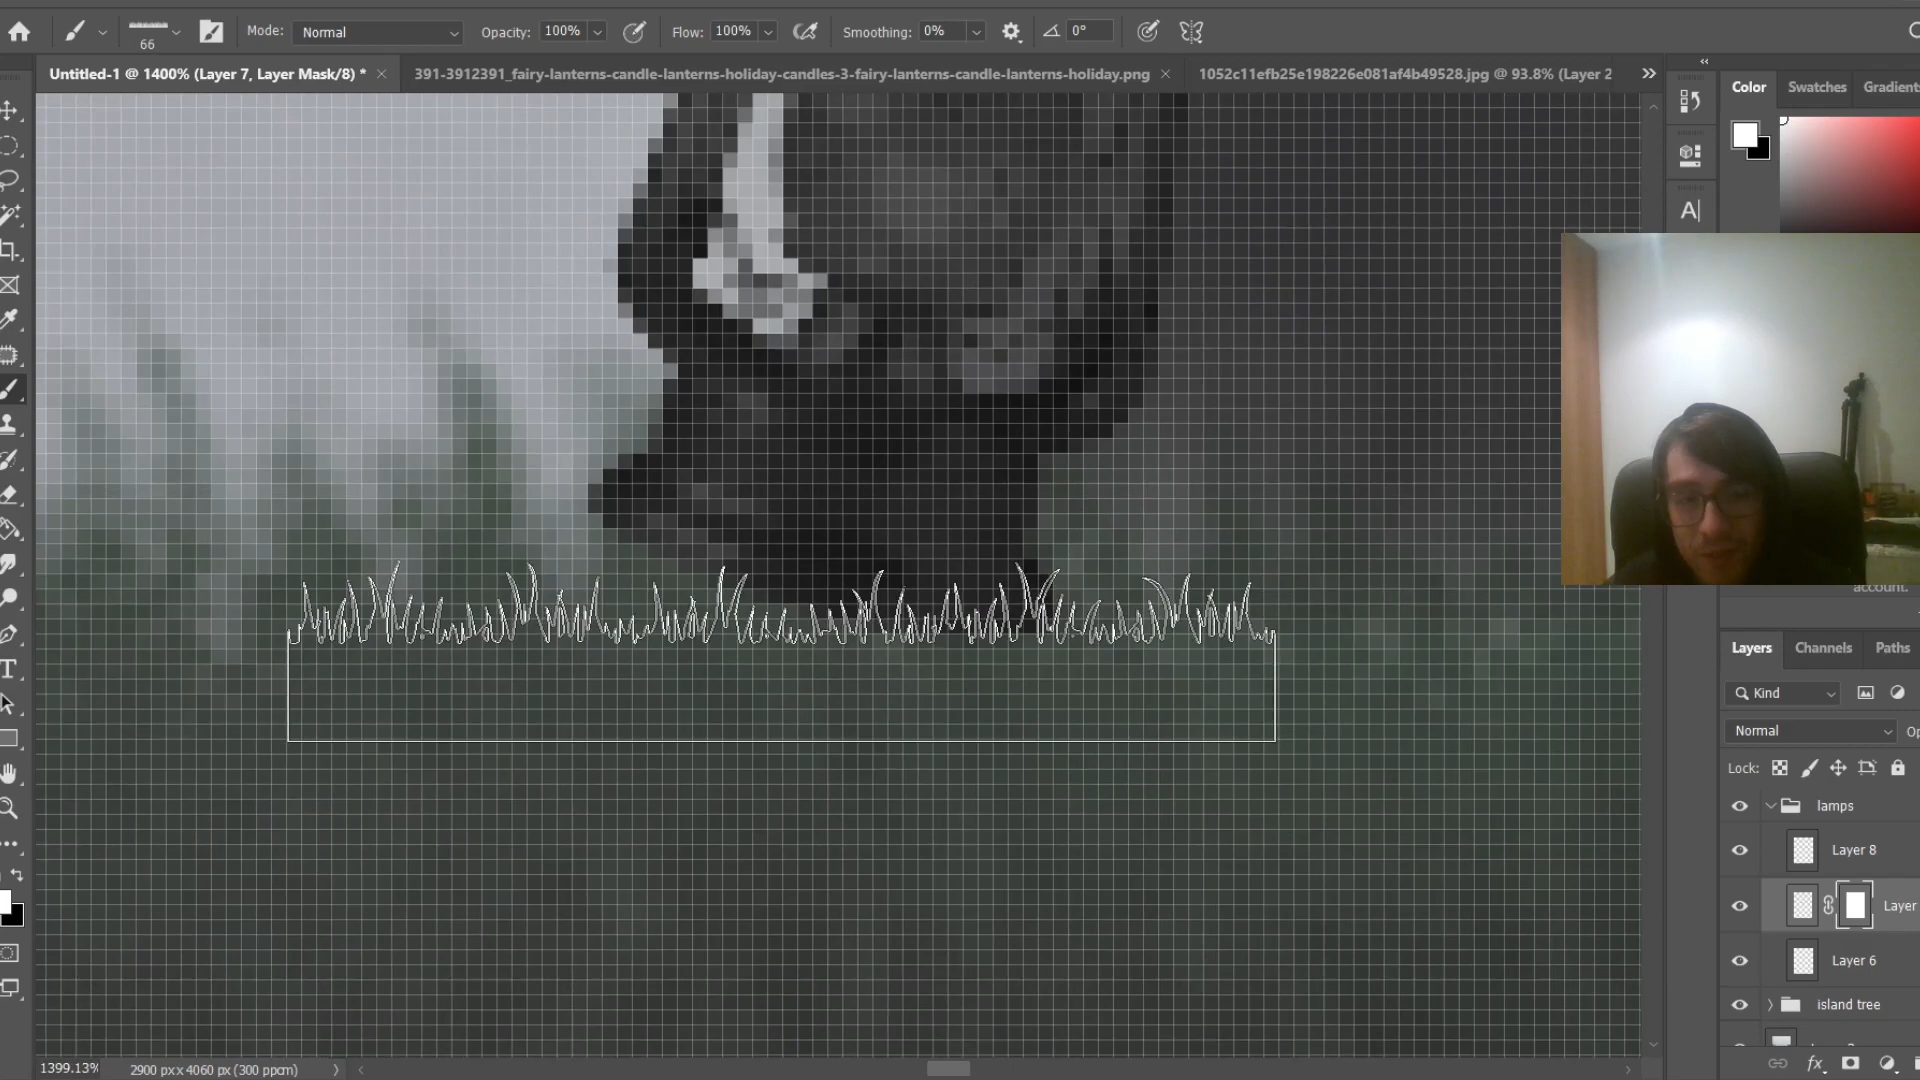 66
Mode: Normal
Opacity: 100%
Flow: 100%
Smoothing: 0%
0°
Untitled-1 @ 1400% (Layer 7, Layer Mask/8) *
391-3912391_fairy-lanterns-candle-lanterns-holiday-candles-3-fairy-lanterns-candle-lanterns-holiday.png
1052c11efb25e198226e081af4b49528.jpg @ 93.8% (Layer 2
Color
Swatches
Gradients
A|
account.
Layers
Channels
Paths
Kind
Normal
Op
Lock:
lamps
Layer 8
Layer
Layer 6
island tree
fx
1399.13%
2900 px x 4060 px (300 ppcm)